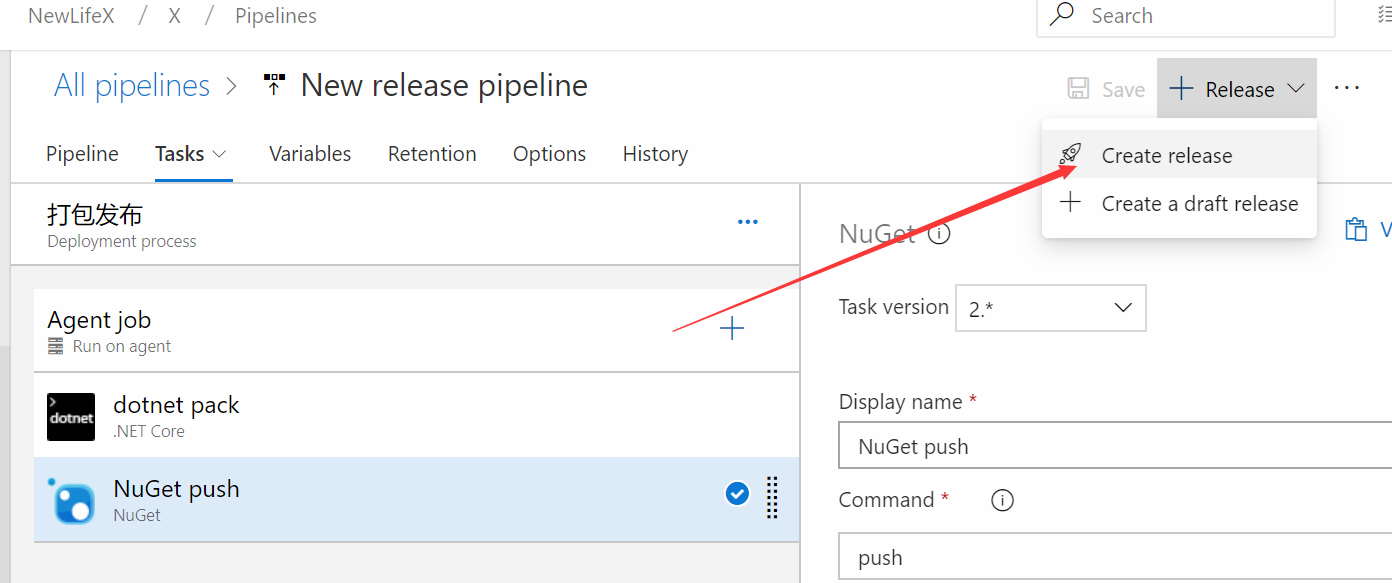 NewLifeX / X / Pipelines
Search
All pipelines > New release pipeline
Save
Release
Pipeline Tasks Variables Retention Options History
Create release
Create a draft release
打包发布
Deployment process
NuGet
V
Agent job
Run on agent
Task version 2.*
dotnet
dotnet pack
.NET Core
Display name *
NuGet push
NuGet push
NuGet
Command *
push